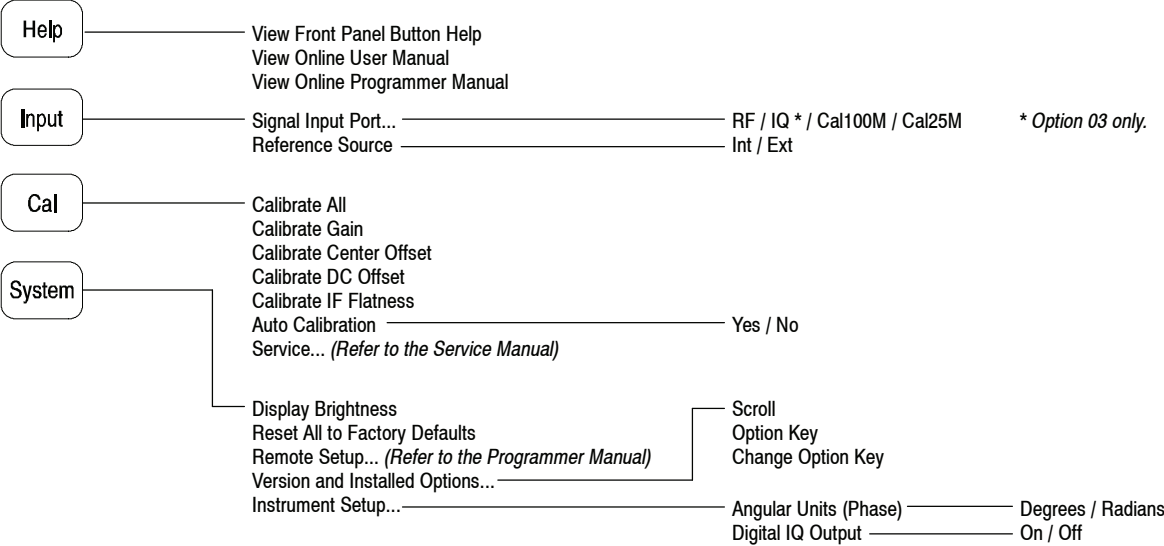 Help
View Front Panel Button Help
View Online User Manual
View Online Programmer Manual
Input
Signal Input Port... RF / IQ * / Cal100M / Cal25M * Option 03 only.
Reference Source Int / Ext
Cal
Calibrate All
Calibrate Gain
Calibrate Center Offset
Calibrate DC Offset
Calibrate IF Flatness
Auto Calibration Yes / No
Service... (Refer to the Service Manual)
System
Display Brightness Scroll
Reset All to Factory Defaults Option Key
Remote Setup... (Refer to the Programmer Manual) Change Option Key
Version and Installed Options...
Instrument Setup... Angular Units (Phase) Degrees / Radians
Digital IQ Output On / Off